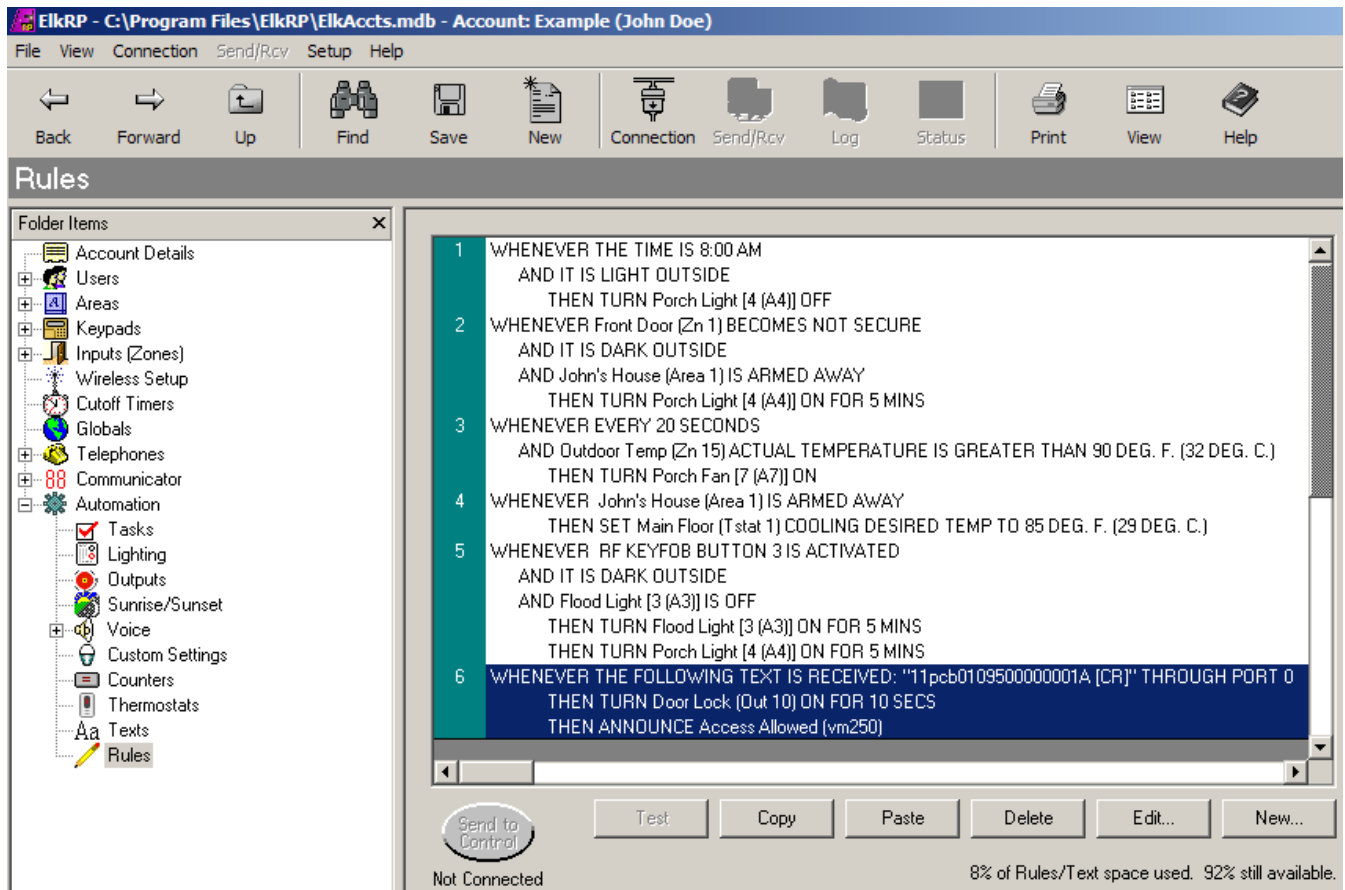 ElkRP - C:\Program Files\ElkRP\ElkAccts.mdb - Account: Example (John Doe)
File View Connection Send/Rcv Setup Help
Back Forward Up Find Save New Connection Send/Rcv Log Status Print View Help
Rules
Folder Items
Account Details
Users
Areas
Keypads
Inputs (Zones)
Wireless Setup
Cutoff Timers
Globals
Telephones
Communicator
Automation
Tasks
Lighting
Outputs
Sunrise/Sunset
Voice
Custom Settings
Counters
Thermostats
Texts
Rules
1 WHENEVER THE TIME IS 8:00 AM
AND IT IS LIGHT OUTSIDE
THEN TURN Porch Light [4 (A4)] OFF
2 WHENEVER Front Door (Zn 1) BECOMES NOT SECURE
AND IT IS DARK OUTSIDE
AND John's House (Area 1) IS ARMED AWAY
THEN TURN Porch Light [4 (A4)] ON FOR 5 MINS
3 WHENEVER EVERY 20 SECONDS
AND Outdoor Temp (Zn 15) ACTUAL TEMPERATURE IS GREATER THAN 90 DEG. F. (32 DEG. C.)
THEN TURN Porch Fan [7 (A7)] ON
4 WHENEVER John's House (Area 1) IS ARMED AWAY
THEN SET Main Floor (Tstat 1) COOLING DESIRED TEMP TO 85 DEG. F. (29 DEG. C.)
5 WHENEVER RF KEYFOB BUTTON 3 IS ACTIVATED
AND IT IS DARK OUTSIDE
AND Flood Light [3 (A3)] IS OFF
THEN TURN Flood Light [3 (A3)] ON FOR 5 MINS
THEN TURN Porch Light [4 (A4)] ON FOR 5 MINS
6 WHENEVER THE FOLLOWING TEXT IS RECEIVED: "11pcb0109500000001A [CR]" THROUGH PORT 0
THEN TURN Door Lock (Out 10) ON FOR 10 SECS
THEN ANNOUNCE Access Allowed (vm250)
Send to Control
Test Copy Paste Delete Edit... New...
Not Connected
8% of Rules/Text space used. 92% still available.